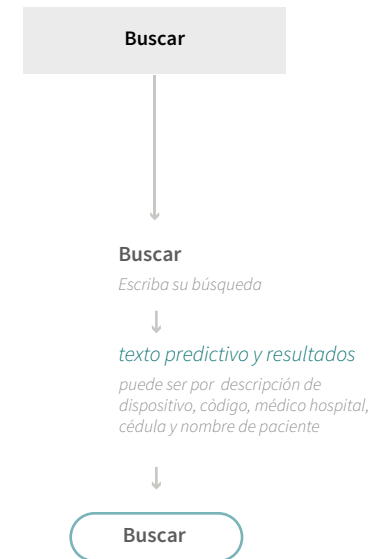 Buscar
Buscar
Escriba su búsqueda
texto predictivo y resultados
puede ser por descripción de
dispositivo, còdigo, médico hospital,
cédula y nombre de paciente
Buscar